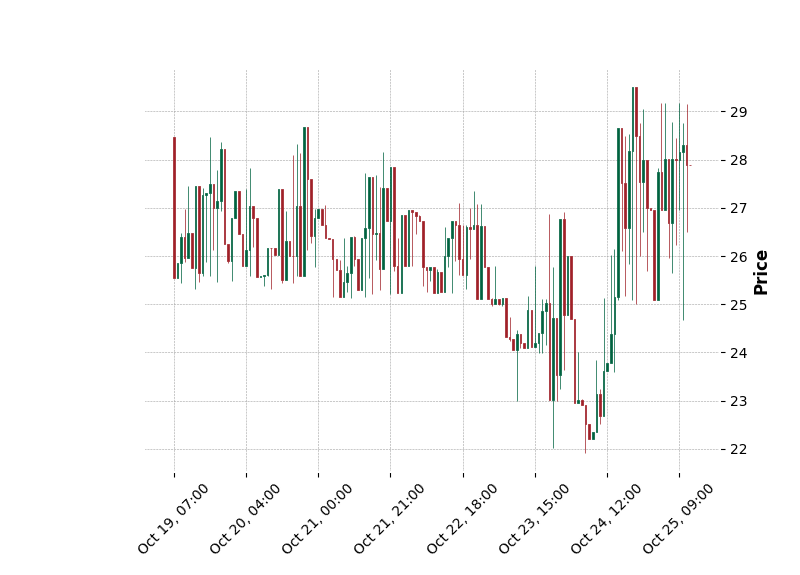 29
28
27
26
25
24
23
22
Price
Oct 19, 07:00
Oct 20, 04:00
Oct 21, 00:00
Oct 21, 21:00
Oct 22, 18:00
Oct 23, 15:00
Oct 24, 12:00
Oct 25, 09:00